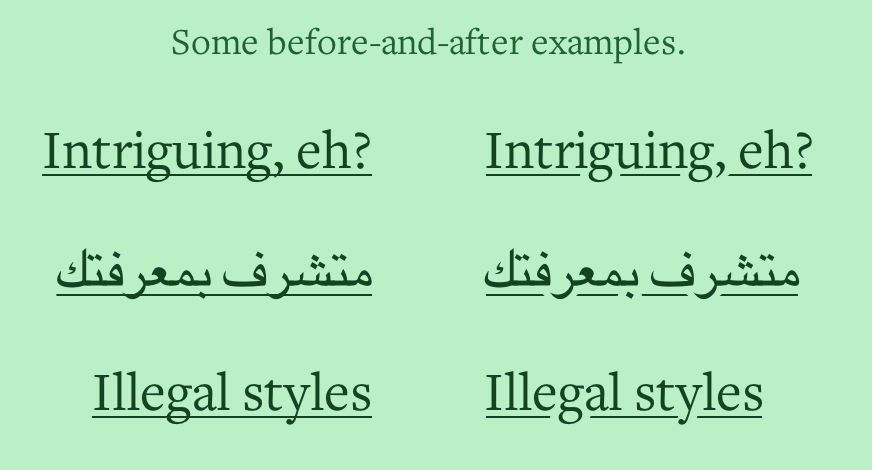 Some before-and-after examples.
Intriguing, eh? Intriguing, eh?
متشرف بمعرفتك متشرف بمعرفتك
Illegal styles Illegal styles